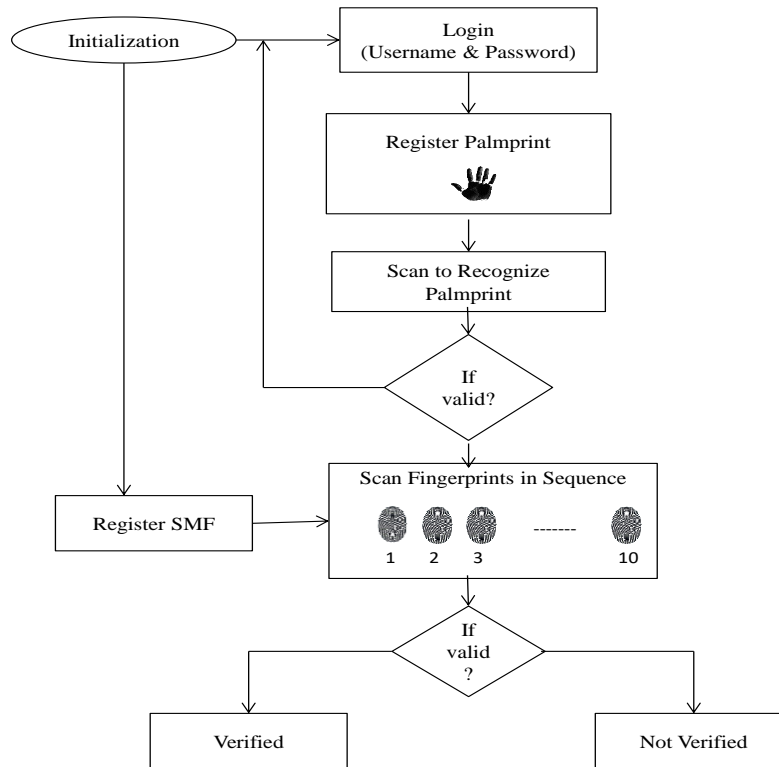 Initialization
Login
(Username & Password)
Register Palmprint
Scan to Recognize
Palmprint
If
valid?
Scan Fingerprints in Sequence
Register SMF
-------
1 2 3 10
If
valid
?
Verified
Not Verified